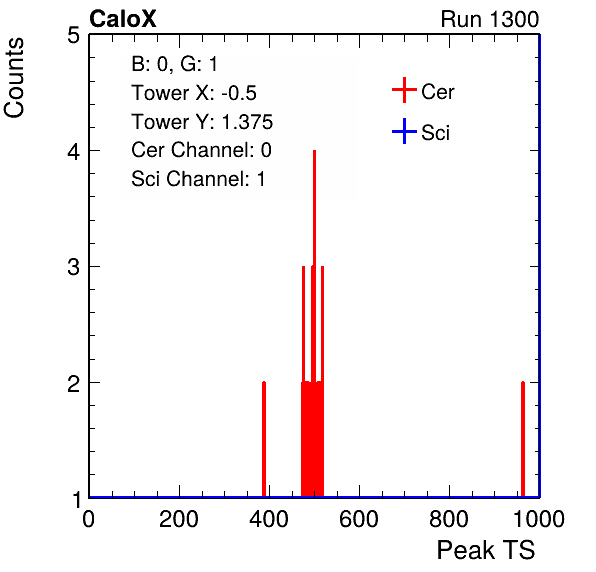 CaloX Run 1300
Counts
B: 0, G: 1
Tower X: -0.5
Tower Y: 1.375
Cer Channel: 0
Sci Channel: 1
Cer
Sci
5
4
3
2
1
0 200 400 600 800 1000
Peak TS